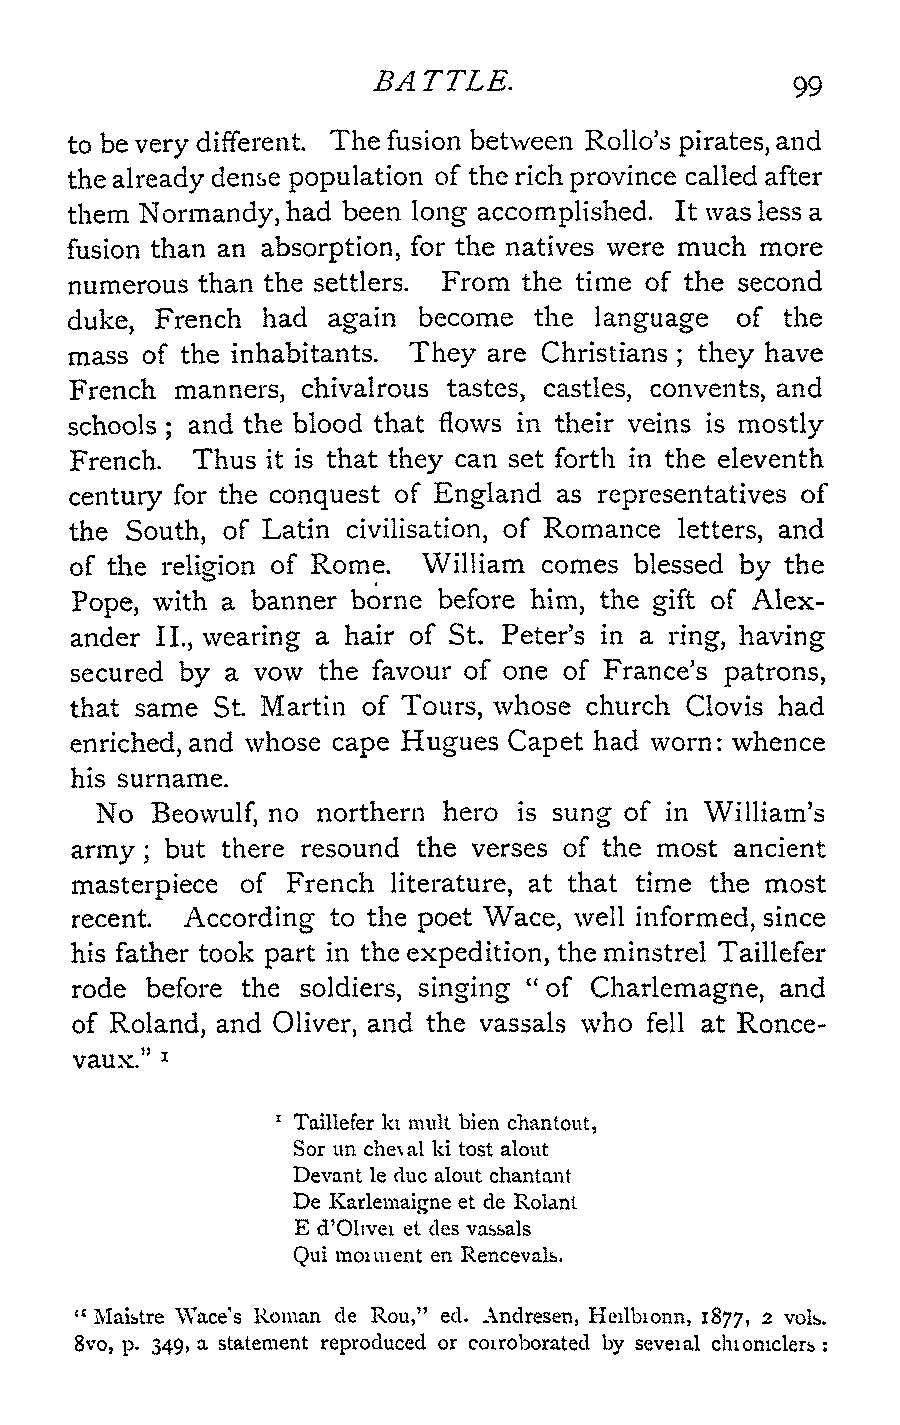 BATTLE. 99
to be very different. The fusion between Rollo's pirates, and
the already dense population of the rich province called after
them Normandy, had been long accomplished. It was less a
fusion than an absorption, for the natives were much more
numerous than the settlers. From the time of the second
duke, French had again become the language of the
mass of the inhabitants. They are Christians ; they have
French manners, chivalrous tastes, castles, convents, and
schools ; and the blood that flows in their veins is mostly
French. Thus it is that they can set forth in the eleventh
century for the conquest of England as representatives of
the South, of Latin civilisation, of Romance letters, and
of the religion of Rome. William comes blessed by the
Pope, with a banner borne before him, the gift of Alex-
ander II., wearing a hair of St. Peter's in a ring, having
secured by a vow the favour of one of France's patrons,
that same St. Martin of Tours, whose church Clovis had
enriched, and whose cape Hugues Capet had worn: whence
his surname.
No Beowulf, no northern hero is sung of in William's
army ; but there resound the verses of the most ancient
masterpiece of French literature, at that time the most
recent. According to the poet Wace, well informed, since
his father took part in the expedition, the minstrel Taillefer
rode before the soldiers, singing “ of Charlemagne, and
of Roland, and Oliver, and the vassals who fell at Ronce-
vaux.” ¹
¹ Taillefer ki mult bien chantout,
Sor un cheval ki tost alout
Devant le duc alout chantant
De Karlemaigne et de Rolant
E d'Oliver et des vassals
Qui morurent en Rencevals.
“ Maistre Wace's Roman de Rou,” ed. Andresen, Heilbronn, 1877, 2 vols.
8vo, p. 349, a statement reproduced or corroborated by several chroniclers :